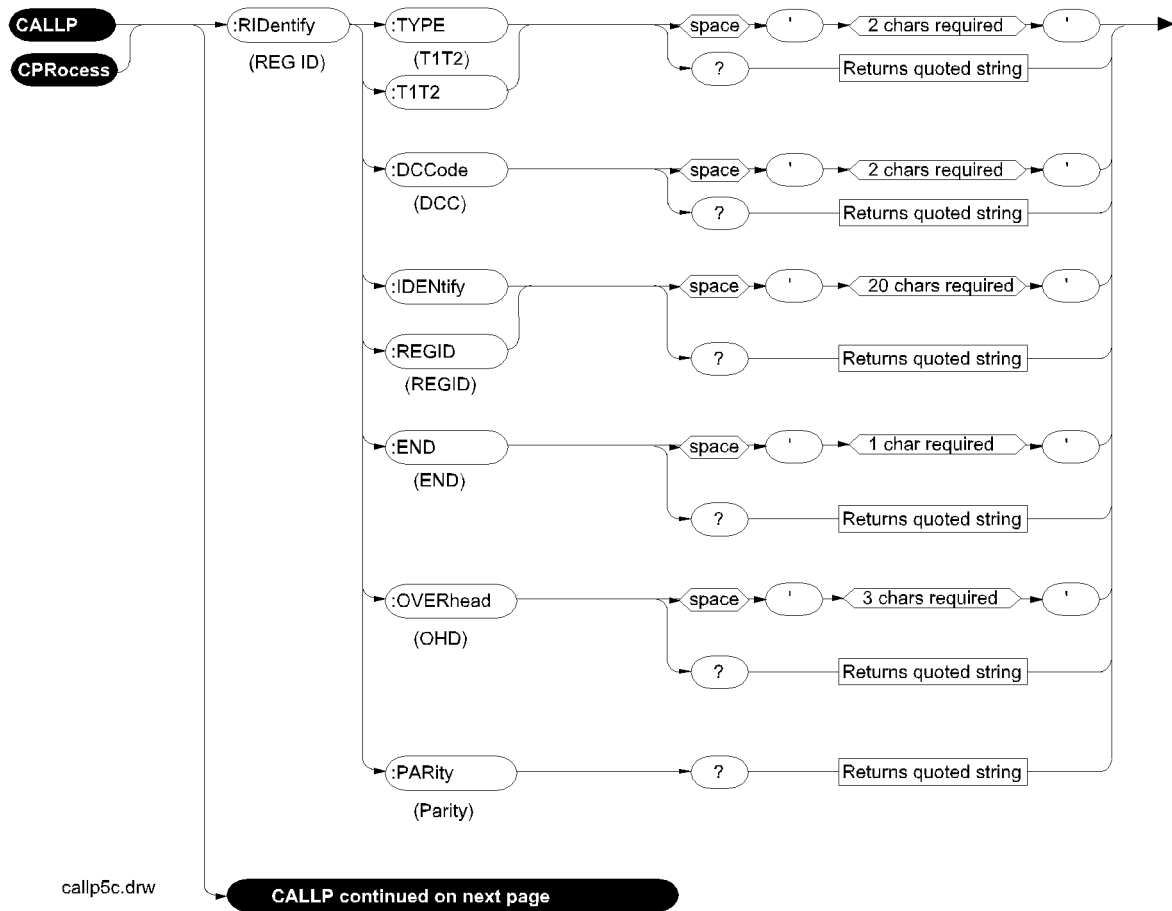 CALLP
:RIDentify
:TYPE
space
'
2 chars required
'
CPRocess
(REG ID)
(T1T2)
?
Returns quoted string
:T1T2
:DCCode
space
'
2 chars required
'
(DCC)
?
Returns quoted string
:IDENtify
space
'
20 chars required
'
:REGID
?
Returns quoted string
(REGID)
:END
space
'
1 char required
'
(END)
?
Returns quoted string
:OVERhead
space
'
3 chars required
'
(OHD)
?
Returns quoted string
:PARity
?
Returns quoted string
(Parity)
callp5c.drw
CALLP continued on next page